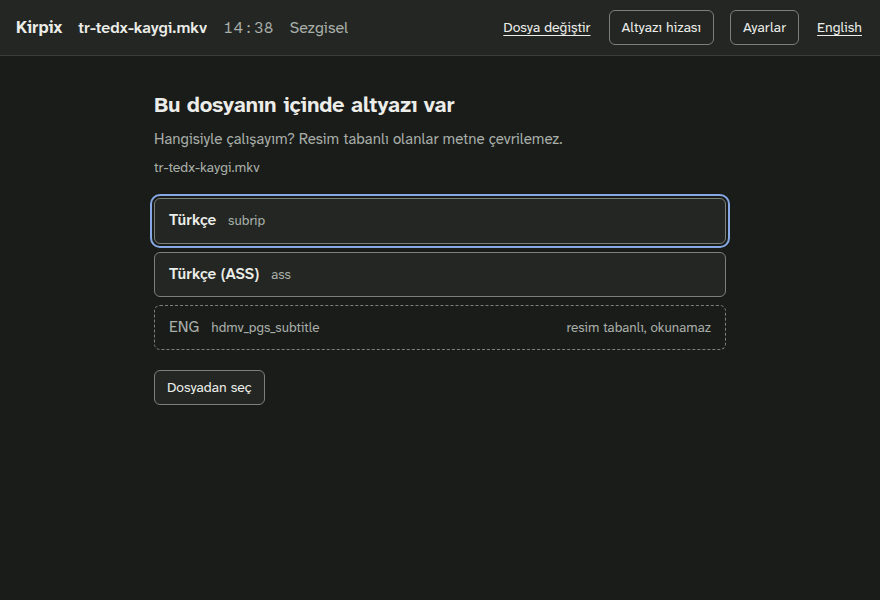 Kirpix tr-tedx-kaygi.mkv 14:38 Sezgisel Dosya değiştir Altyazı hizası Ayarlar English
Bu dosyanın içinde altyazı var
Hangisiyle çalışayım? Resim tabanlı olanlar metne çevrilemez.
tr-tedx-kaygi.mkv
Türkçe subrip
Türkçe (ASS) ass
ENG hdmv_pgs_subtitle resim tabanlı, okunamaz
Dosyadan seç